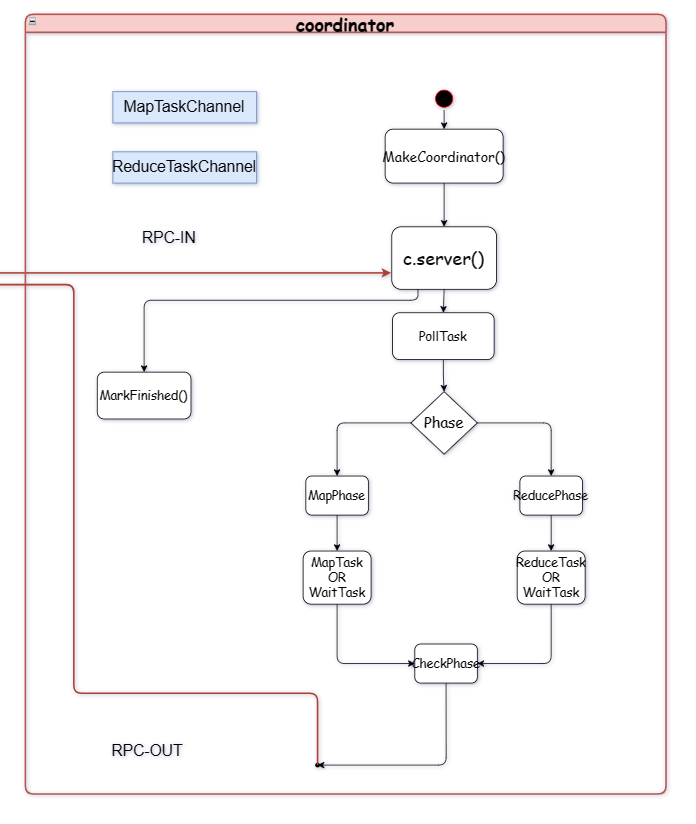 coordinator
MapTaskChannel
ReduceTaskChannel
MakeCoordinator()
RPC-IN
c.server()
PollTask
MarkFinished()
Phase
MapPhase
ReducePhase
MapTask
OR
WaitTask
ReduceTask
OR
WaitTask
CheckPhase
RPC-OUT